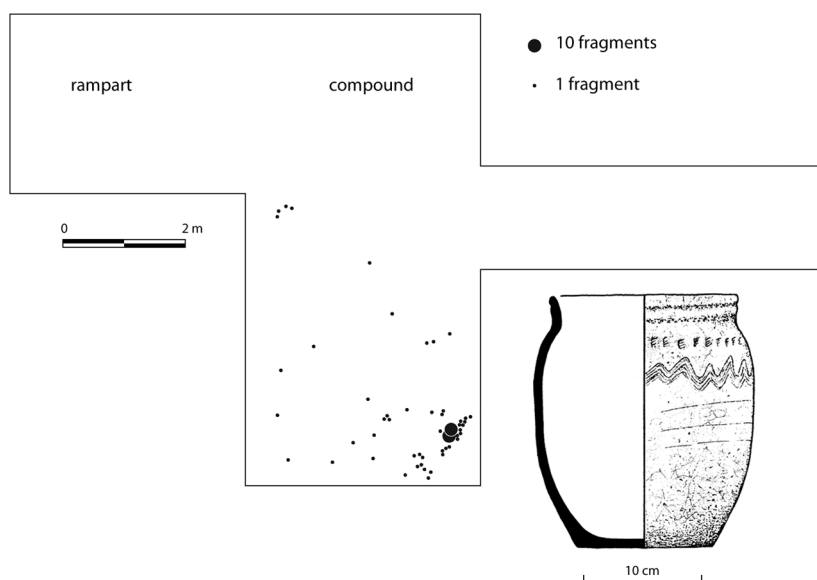 10 fragments
rampart compound
1 fragment
0 2 m
10 cm